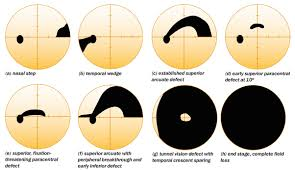 (a) nasal step
(b) temporal wedge
(c) established superior
arcuate defect
(d) early superior paracentral
defect at 10°
(e) superior, fixation-
threatening paracentral
defect
(f) superior arcuate with
peripheral breakthrough and
early inferior defect
(g) tunnel vision defect with
temporal crescent sparing
(h) end stage, complete field
loss